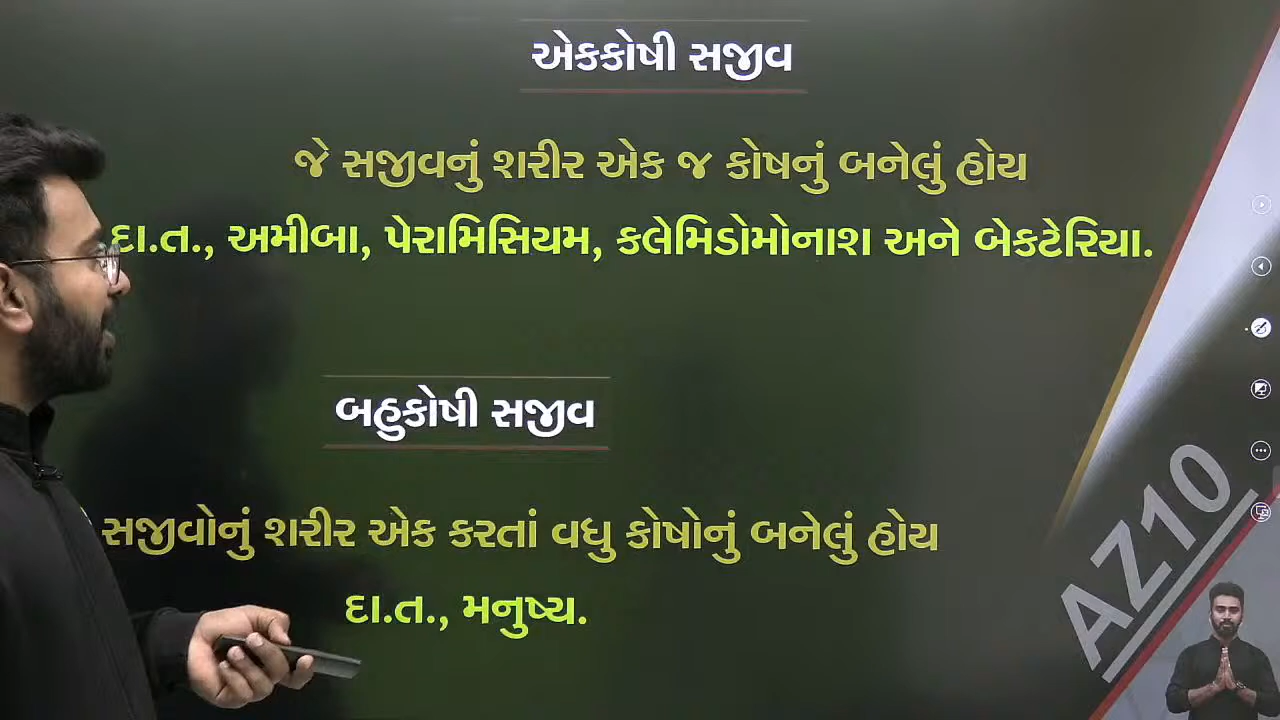 એકકોષી સજીવ
જે સજીવનું શરીર એક જ કોષનું બનેલું હોય
દા.ત., અમીબા, પેરામિસિયમ, કલેમિડોમોનાશ અને બેકટેરિયા.
બહુકોષી સજીવ
સજીવોનું શરીર એક કરતાં વધુ કોષોનું બનેલું હોય
દા.ત., મનુષ્ય.
AZ10